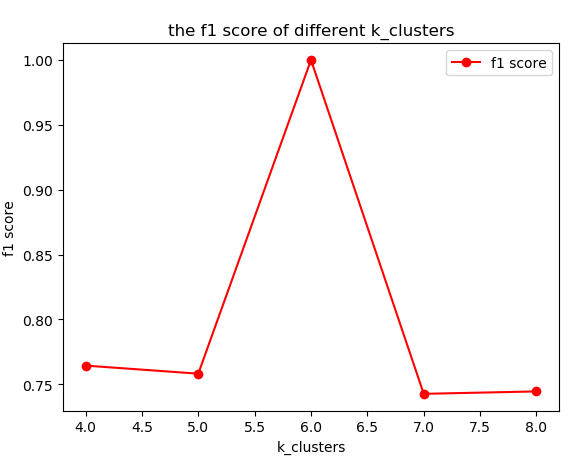 the f1 score of different k_clusters
f1 score
1.00
0.95
0.90
0.85
0.80
0.75
f1 score
4.0 4.5 5.0 5.5 6.0 6.5 7.0 7.5 8.0
k_clusters